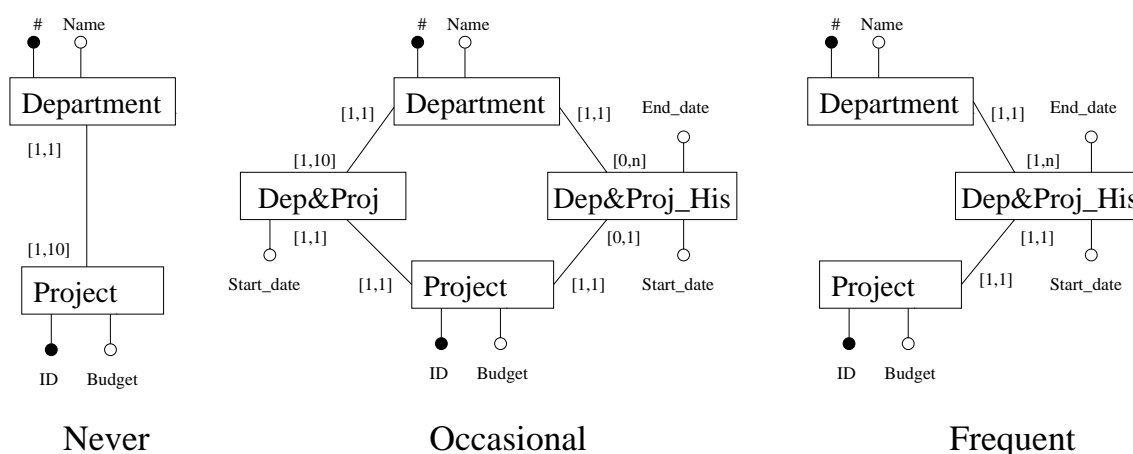 # Name
Department
[1,1]
[1,10]
Project
ID Budget
Never
# Name
Department
[1,1] [1,1]
End_date
[1,10] [0,n]
Dep&Proj Dep&Proj_His
[1,1] [0,1]
Start_date [1,1] [1,1] Start_date
Project
ID Budget
Occasional
# Name
Department
[1,1] End_date
[1,n]
Dep&Proj_His
[1,1]
[1,1] Start_date
Project
ID Budget
Frequent